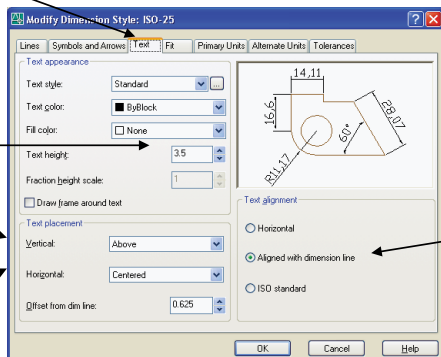 Modify Dimension Style: ISO-25
Lines Symbols and Arrows Text Fit Primary Units Alternate Units Tolerances
Text appearance
Text style: Standard ...
Text color: ByBlock
Fill color: None
Text height: 3.5
Fraction height scale: 1
Draw frame around text
Text placement
Vertical: Above
Horizontal: Centered
Offset from dim line: 0.625
14,11
16,6
28,07
60°
R11,17
Text alignment
Horizontal
Aligned with dimension line
ISO standard
OK Cancel Help